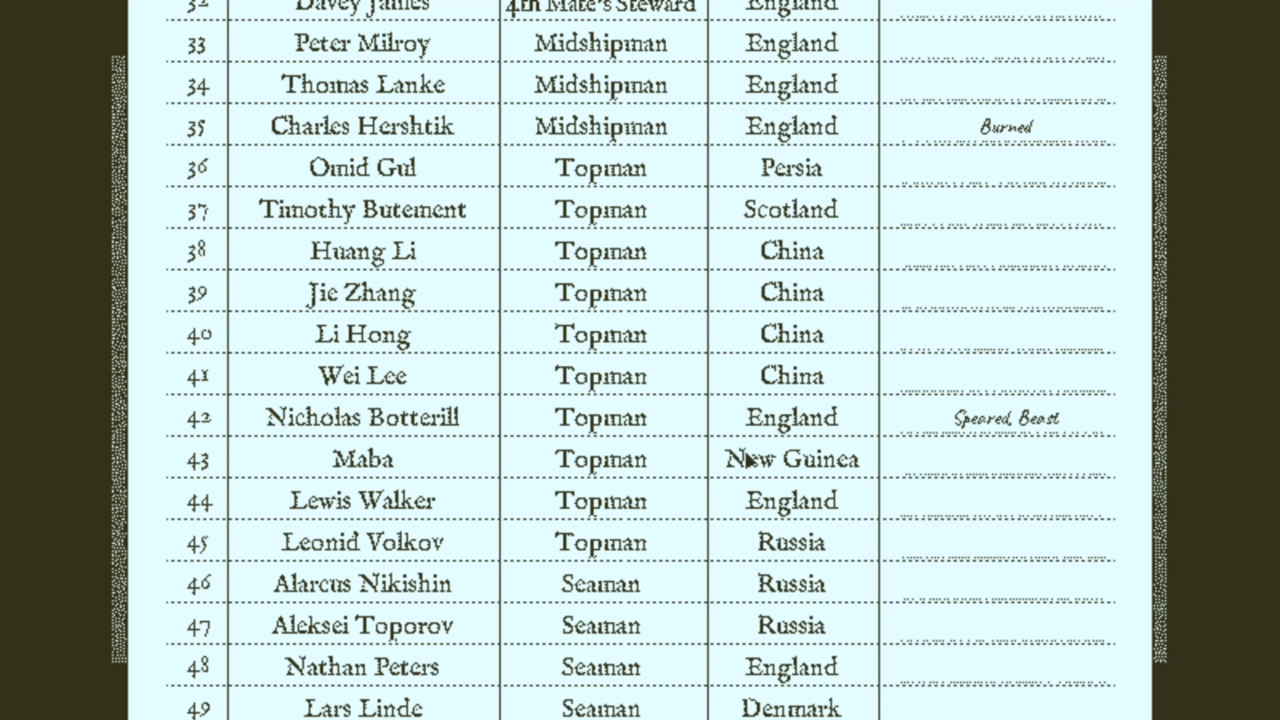 32 Davey James 4th Mate's Steward England
33 Peter Milroy Midshipman England
34 Thomas Lanke Midshipman England
35 Charles Hershtik Midshipman England Burned
36 Omid Gul Topman Persia
37 Timothy Butement Topman Scotland
38 Huang Li Topman China
39 Jie Zhang Topman China
40 Li Hong Topman China
41 Wei Lee Topman China
42 Nicholas Botterill Topman England Speared, Beast
43 Maba Topman New Guinea
44 Lewis Walker Topman England
45 Leonid Volkov Topman Russia
46 Alarcus Nikishin Seaman Russia
47 Aleksei Toporov Seaman Russia
48 Nathan Peters Seaman England
49 Lars Linde Seaman Denmark